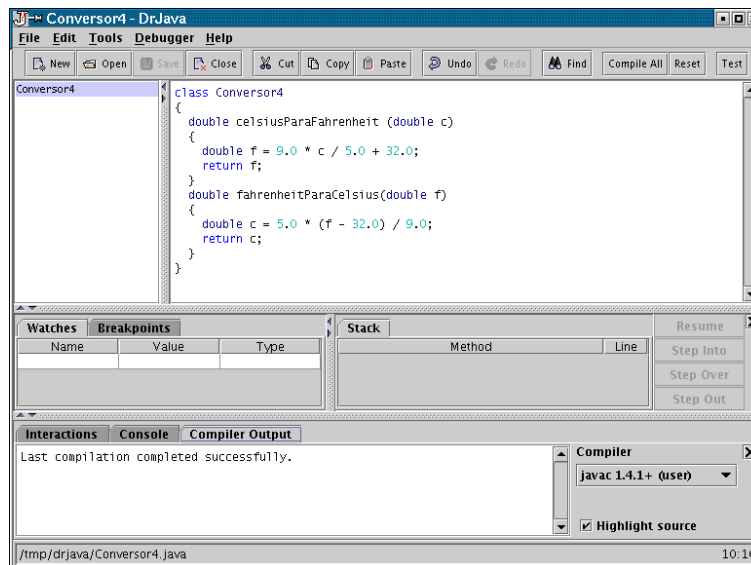 Conversor4 - DrJava
File Edit Tools Debugger Help
New Open Save Close Cut Copy Paste Undo Redo Find Compile All Reset Test
Conversor4
class Conversor4
{
double celsiusParaFahrenheit (double c)
{
double f = 9.0 * c / 5.0 + 32.0;
return f;
}
double fahrenheitParaCelsius(double f)
{
double c = 5.0 * (f - 32.0) / 9.0;
return c;
}
}
Watches Breakpoints
Name Value Type
Stack
Method Line
Resume
Step Into
Step Over
Step Out
Interactions Console Compiler Output
Last compilation completed successfully.
Compiler
javac 1.4.1+ (user)
Highlight source
/tmp/drjava/Conversor4.java